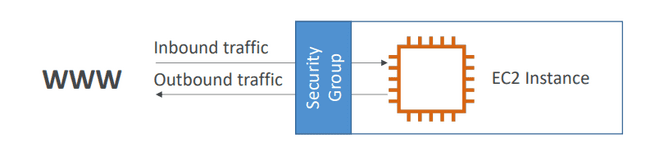 WWW
Inbound traffic
Outbound traffic
Security
Group
EC2 Instance